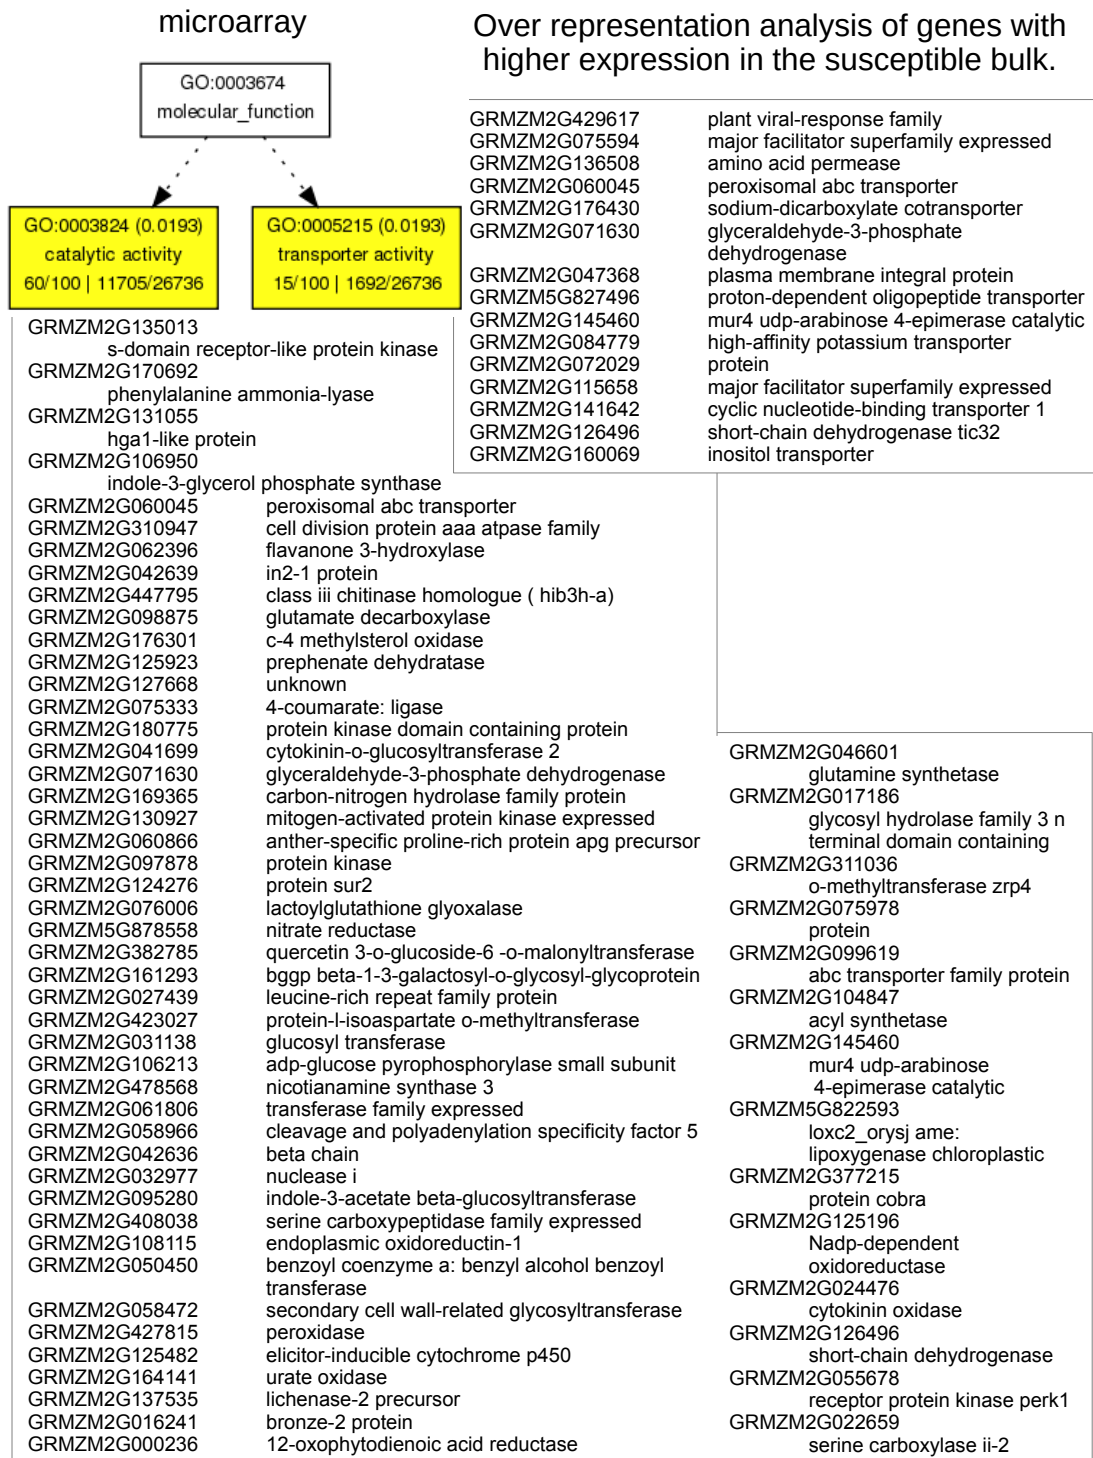 microarray
Over representation analysis of genes with
higher expression in the susceptible bulk.
GO:0003674
molecular_function
GO:0003824 (0.0193)
catalytic activity
60/100 | 11705/26736
GO:0005215 (0.0193)
transporter activity
15/100 | 1692/26736
GRMZM2G429617 plant viral-response family
GRMZM2G075594 major facilitator superfamily expressed
GRMZM2G136508 amino acid permease
GRMZM2G060045 peroxisomal abc transporter
GRMZM2G176430 sodium-dicarboxylate cotransporter
GRMZM2G071630 glyceraldehyde-3-phosphate
dehydrogenase
GRMZM2G047368 plasma membrane integral protein
GRMZM5G827496 proton-dependent oligopeptide transporter
GRMZM2G145460 mur4 udp-arabinose 4-epimerase catalytic
GRMZM2G084779 high-affinity potassium transporter
GRMZM2G072029 protein
GRMZM2G115658 major facilitator superfamily expressed
GRMZM2G141642 cyclic nucleotide-binding transporter 1
GRMZM2G126496 short-chain dehydrogenase tic32
GRMZM2G160069 inositol transporter
GRMZM2G135013
s-domain receptor-like protein kinase
GRMZM2G170692
phenylalanine ammonia-lyase
GRMZM2G131055
hga1-like protein
GRMZM2G106950
indole-3-glycerol phosphate synthase
GRMZM2G060045 peroxisomal abc transporter
GRMZM2G310947 cell division protein aaa atpase family
GRMZM2G062396 flavanone 3-hydroxylase
GRMZM2G042639 in2-1 protein
GRMZM2G447795 class iii chitinase homologue ( hib3h-a)
GRMZM2G098875 glutamate decarboxylase
GRMZM2G176301 c-4 methylsterol oxidase
GRMZM2G125923 prephenate dehydratase
GRMZM2G127668 unknown
GRMZM2G075333 4-coumarate: ligase
GRMZM2G180775 protein kinase domain containing protein
GRMZM2G041699 cytokinin-o-glucosyltransferase 2
GRMZM2G071630 glyceraldehyde-3-phosphate dehydrogenase
GRMZM2G169365 carbon-nitrogen hydrolase family protein
GRMZM2G130927 mitogen-activated protein kinase expressed
GRMZM2G060866 anther-specific proline-rich protein apg precursor
GRMZM2G097878 protein kinase
GRMZM2G124276 protein sur2
GRMZM2G076006 lactoylglutathione glyoxalase
GRMZM5G878558 nitrate reductase
GRMZM2G382785 quercetin 3-o-glucoside-6 -o-malonyltransferase
GRMZM2G161293 bggp beta-1-3-galactosyl-o-glycosyl-glycoprotein
GRMZM2G027439 leucine-rich repeat family protein
GRMZM2G423027 protein-l-isoaspartate o-methyltransferase
GRMZM2G031138 glucosyl transferase
GRMZM2G106213 adp-glucose pyrophosphorylase small subunit
GRMZM2G478568 nicotianamine synthase 3
GRMZM2G061806 transferase family expressed
GRMZM2G058966 cleavage and polyadenylation specificity factor 5
GRMZM2G042636 beta chain
GRMZM2G032977 nuclease i
GRMZM2G095280 indole-3-acetate beta-glucosyltransferase
GRMZM2G408038 serine carboxypeptidase family expressed
GRMZM2G108115 endoplasmic oxidoreductin-1
GRMZM2G050450 benzoyl coenzyme a: benzyl alcohol benzoyl
transferase
GRMZM2G058472 secondary cell wall-related glycosyltransferase
GRMZM2G427815 peroxidase
GRMZM2G125482 elicitor-inducible cytochrome p450
GRMZM2G164141 urate oxidase
GRMZM2G137535 lichenase-2 precursor
GRMZM2G016241 bronze-2 protein
GRMZM2G000236 12-oxophytodienoic acid reductase
GRMZM2G046601
glutamine synthetase
GRMZM2G017186
glycosyl hydrolase family 3 n
terminal domain containing
GRMZM2G311036
o-methyltransferase zrp4
GRMZM2G075978
protein
GRMZM2G099619
abc transporter family protein
GRMZM2G104847
acyl synthetase
GRMZM2G145460
mur4 udp-arabinose
4-epimerase catalytic
GRMZM5G822593
loxc2_orysj ame:
lipoxygenase chloroplastic
GRMZM2G377215
protein cobra
GRMZM2G125196
Nadp-dependent
oxidoreductase
GRMZM2G024476
cytokinin oxidase
GRMZM2G126496
short-chain dehydrogenase
GRMZM2G055678
receptor protein kinase perk1
GRMZM2G022659
serine carboxylase ii-2